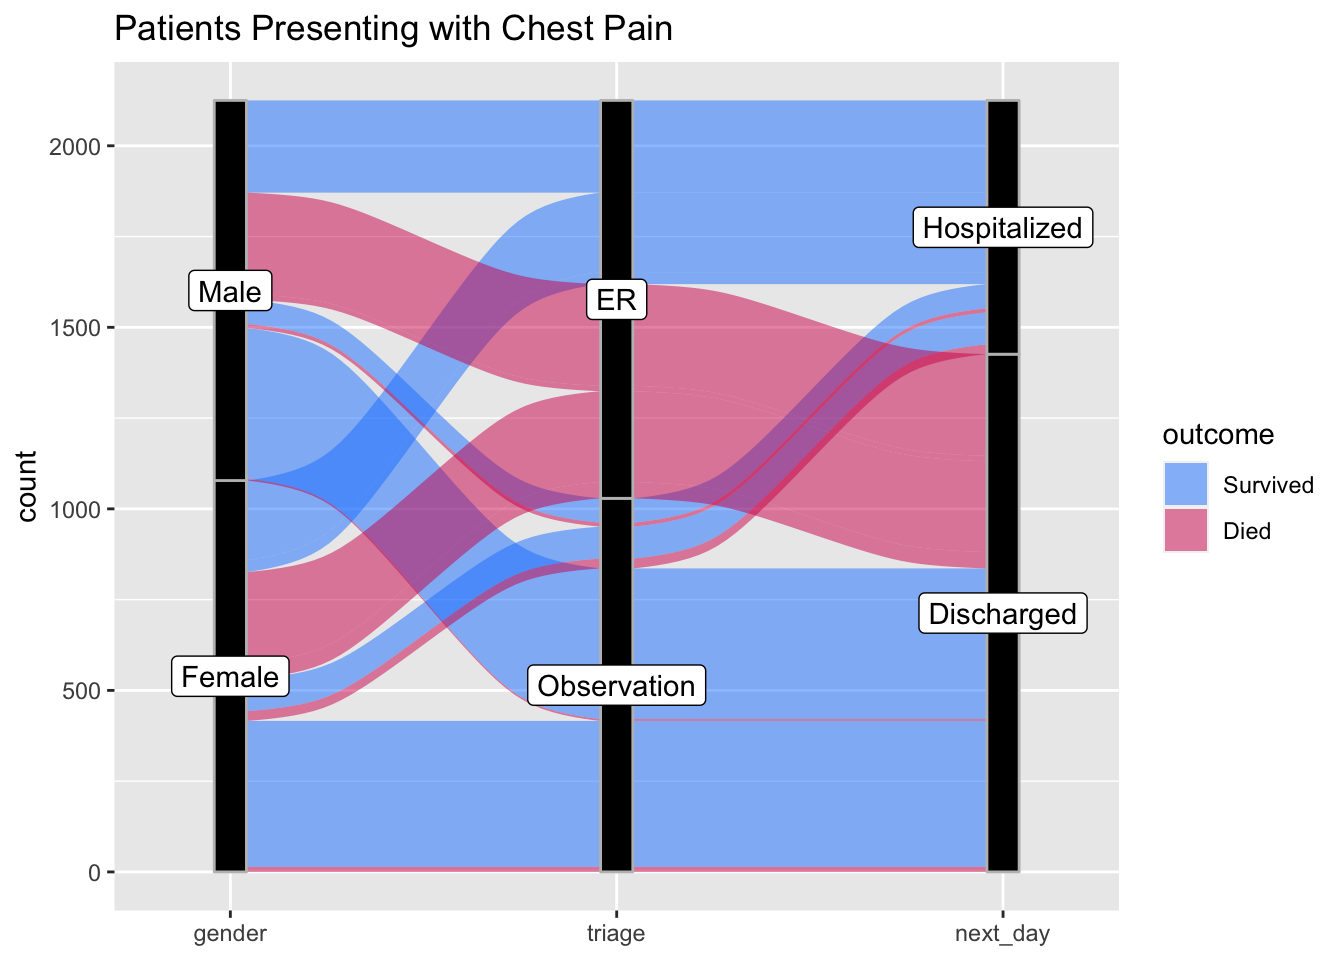 Patients Presenting with Chest Pain
count
2000
1500
1000
500
0
Male
Female
ER
Observation
Hospitalized
Discharged
gender
triage
next_day
outcome
Survived
Died